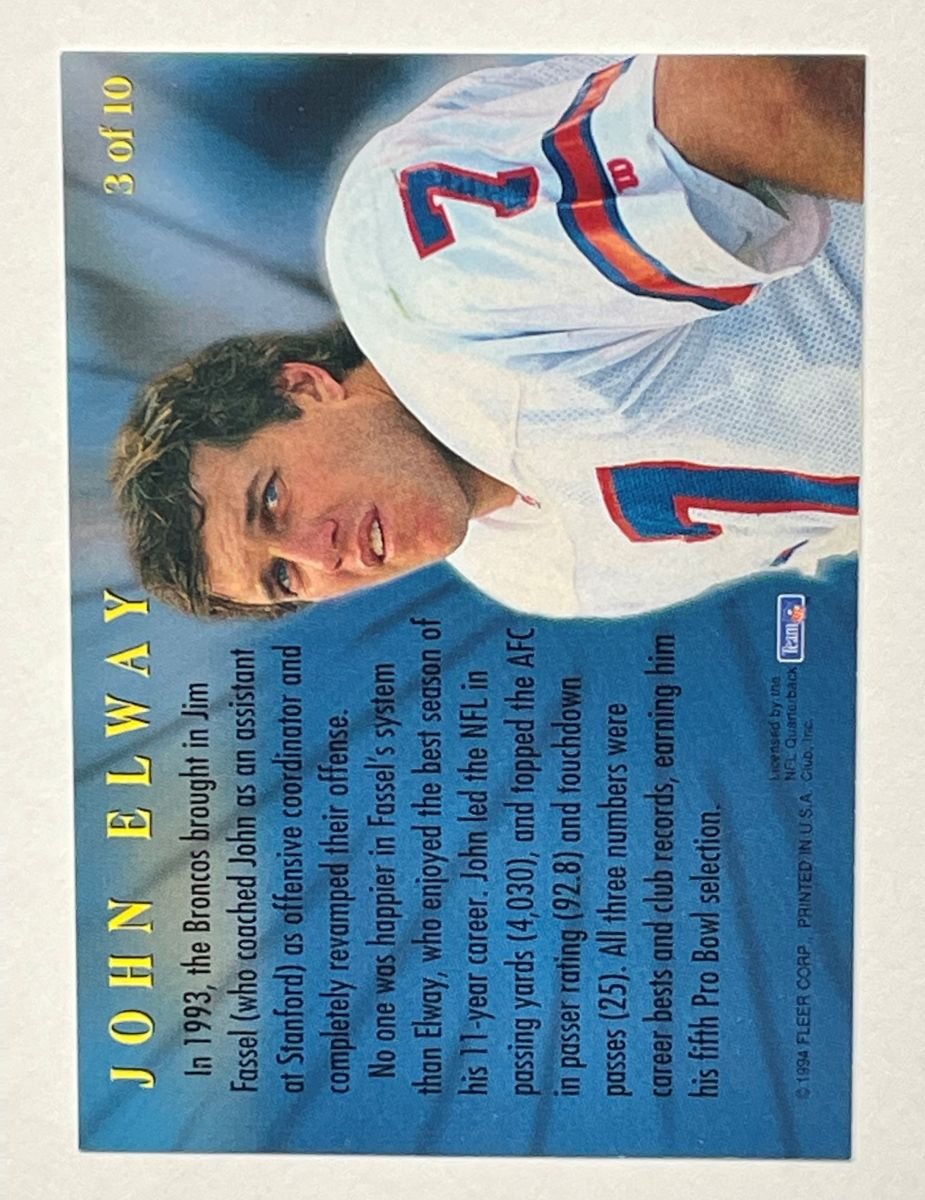 JOHN ELWAY
3 of 10
In 1993, the Broncos brought in Jim
Fassel (who coached John as an assistant
at Stanford) as offensive coordinator and
completely revamped their offense.
No one was happier in Fassel's system
than Elway, who enjoyed the best season of
his 11-year career. John led the NFL in
passing yards (4,030), and topped the AFC
in passer rating (92.8) and touchdown
passes (25). All three numbers were
career bests and club records, earning him
his fifth Pro Bowl selection.
7
7
Team
Licensed by the
NFL Quarterback
Club, Inc.
© 1994 FLEER CORP. PRINTED IN U.S.A.